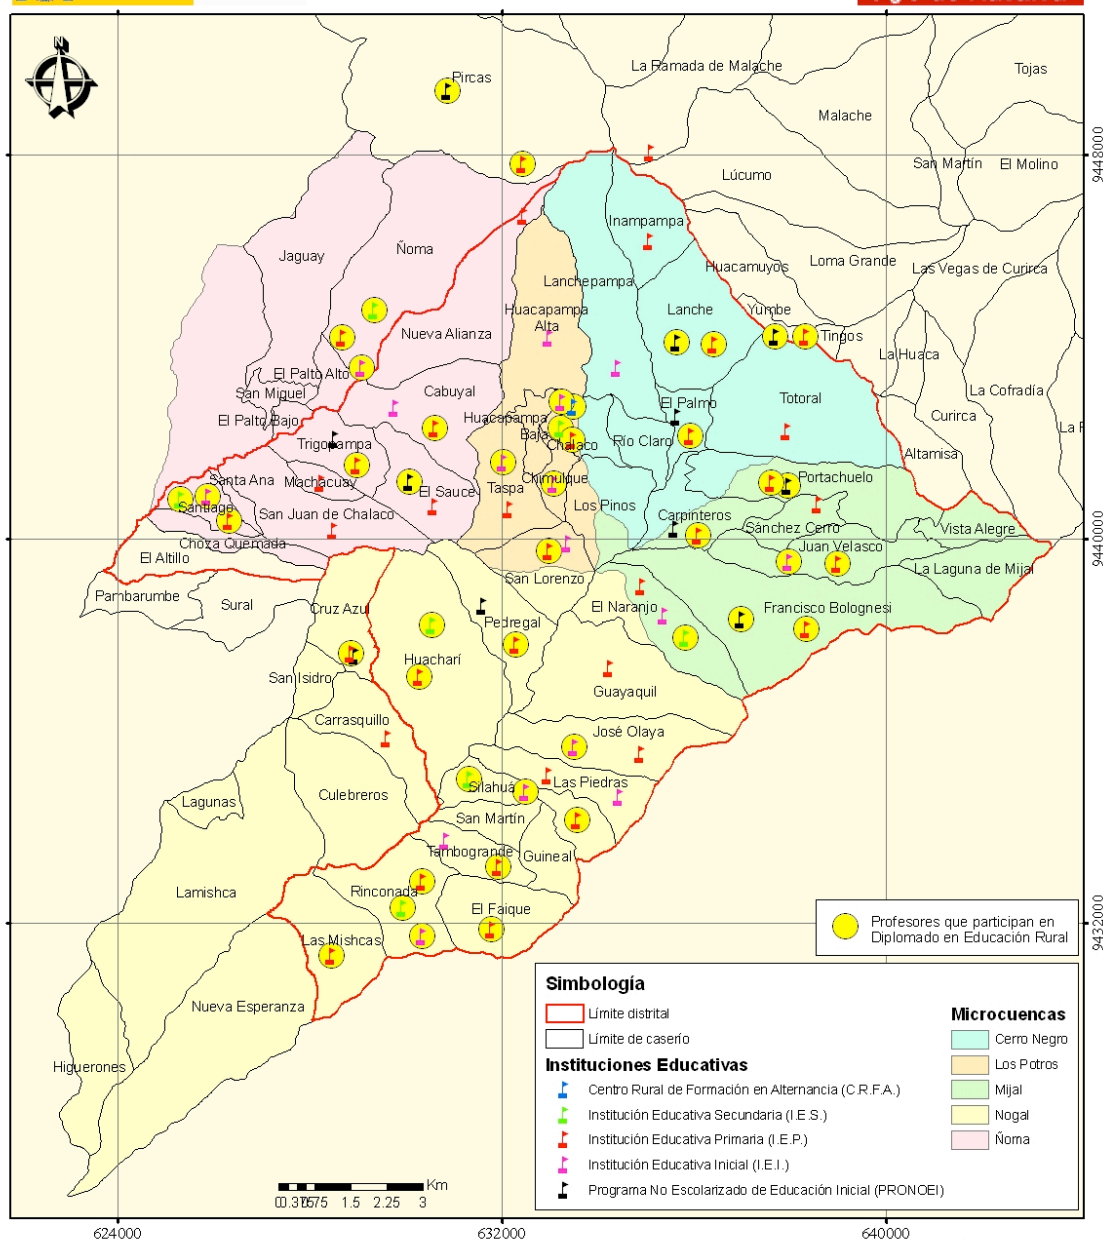 N
Pircas
La Ramada de Malache
Tojas
Malache
9448000
San Martín
El Molino
Lúcumo
Inampampa
Jaguay
Ñoma
Huacamuyos
Loma Grande
Las Vegas de Curirca
Lanchepampa
Huacapampa
Alta
Lanche
Yumbe
Tingos
Nueva Alianza
La Huaca
El Palto Alto
San Miguel
Cabuyal
La Cofradía
El Palmo
Totoral
El Palto Bajo
Huacapampa
Baja
Chalaco
Curirca
Trigopampa
Río Claro
Altamisa
Santa Ana
Machacuay
El Sauce
Taspa
Chimulque
Portachuelo
Santiago
San Juan de Chalaco
Los Pinos
Carpinteros
Sánchez Cerro
Vista Alegre
9440000
Choza Quemada
El Altillo
Juan Velasco
La Laguna de Mijal
San Lorenzo
Pambarumbe
Sural
Cruz Azul
El Naranjo
Francisco Bolognesi
Pedregal
Huacharí
San Isidro
Guayaquil
Carrasquillo
José Olaya
Silahuá
Las Piedras
Lagunas
Culebreros
San Martín
Tambogrande
Guineal
Lamishca
Rinconada
El Faique
Las Mishcas
9432000
Profesores que participan en
Diplomado en Educación Rural
Nueva Esperanza
Higuerones
Simbología
Límite distrital
Límite de caserío
Instituciones Educativas
Centro Rural de Formación en Alternancia (C.R.F.A.)
Institución Educativa Secundaria (I.E.S.)
Institución Educativa Primaria (I.E.P.)
Institución Educativa Inicial (I.E.I.)
Programa No Escolarizado de Educación Inicial (PRONOEI)
Microcuencas
Cerro Negro
Los Potros
Mijal
Nogal
Ñoma
Km
1.5 2.25 3
624000
632000
640000